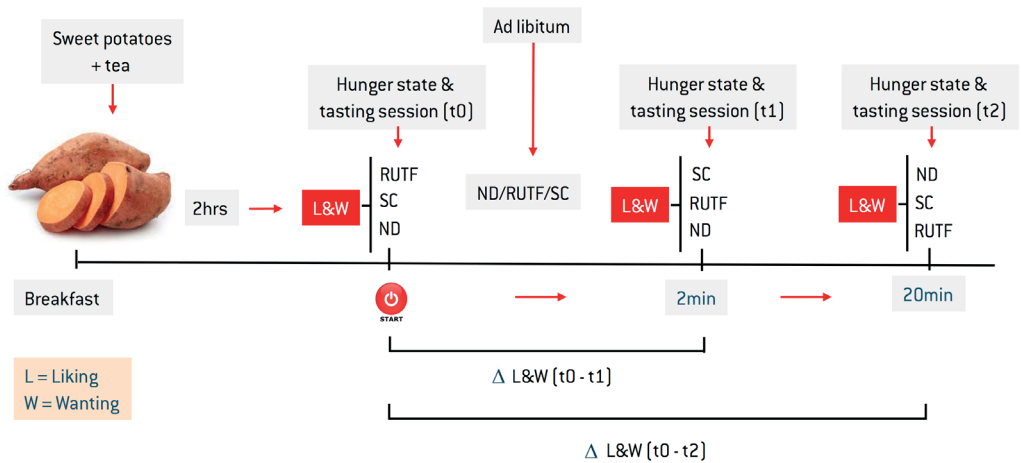 Sweet potatoes
+ tea
Ad libitum
Hunger state &
tasting session (t0)
Hunger state &
tasting session (t1)
Hunger state &
tasting session (t2)
2hrs
L&W
RUTF
SC
ND
ND/RUTF/SC
L&W
SC
RUTF
ND
L&W
ND
SC
RUTF
Breakfast
START
2min
20min
Δ L&W (t0 - t1)
L = Liking
W = Wanting
Δ L&W (t0 - t2)